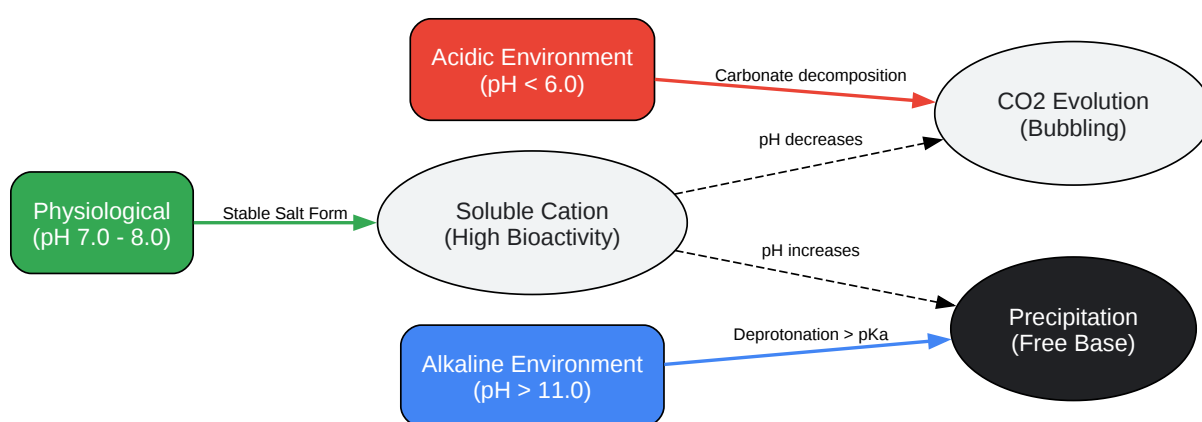 Acidic Environment
(pH < 6.0)
Carbonate decomposition
CO2 Evolution
(Bubbling)
pH decreases
Physiological
(pH 7.0 - 8.0)
Stable Salt Form
Soluble Cation
(High Bioactivity)
pH increases
Precipitation
(Free Base)
Alkaline Environment
(pH > 11.0)
Deprotonation > pKa